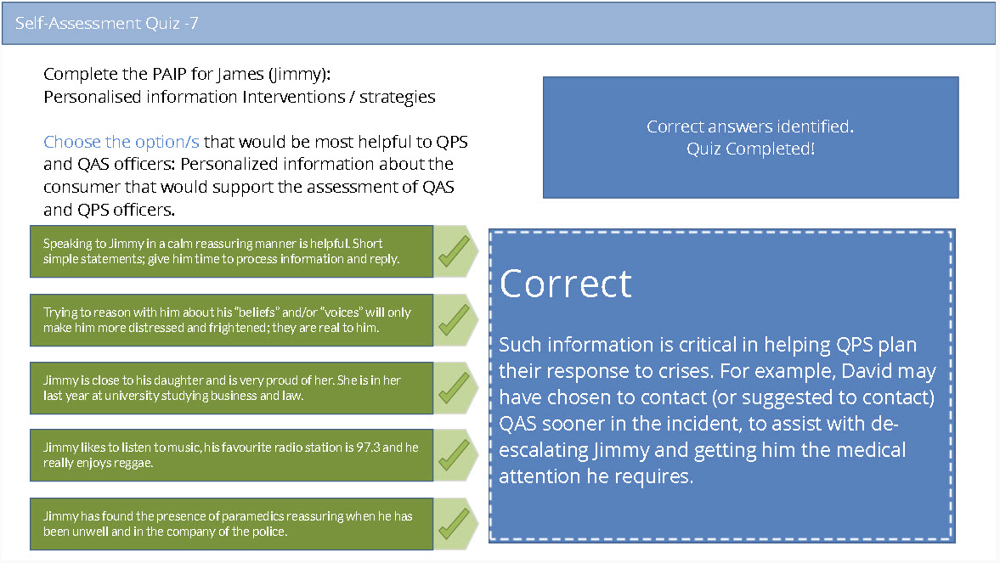 Self-Assessment Quiz -7
Complete the PAIP for James (Jimmy):
Personalised information Interventions / strategies
Choose the option/s that would be most helpful to QPS
and QAS officers: Personalized information about the
consumer that would support the assessment of QAS
and QPS officers.
Correct answers identified.
Quiz Completed!
Speaking to Jimmy in a calm reassuring manner is helpful. Short
simple statements; give him time to process information and reply.
Trying to reason with him about his “beliefs” and/or “voices” will only
make him more distressed and frightened; they are real to him.
Jimmy is close to his daughter and is very proud of her. She is in her
last year at university studying business and law.
Jimmy likes to listen to music, his favourite radio station is 97.3 and he
really enjoys reggae.
Jimmy has found the presence of paramedics reassuring when he has
been unwell and in the company of the police.
Correct
Such information is critical in helping QPS plan
their response to crises. For example, David may
have chosen to contact (or suggested to contact)
QAS sooner in the incident, to assist with de-
escalating Jimmy and getting him the medical
attention he requires.